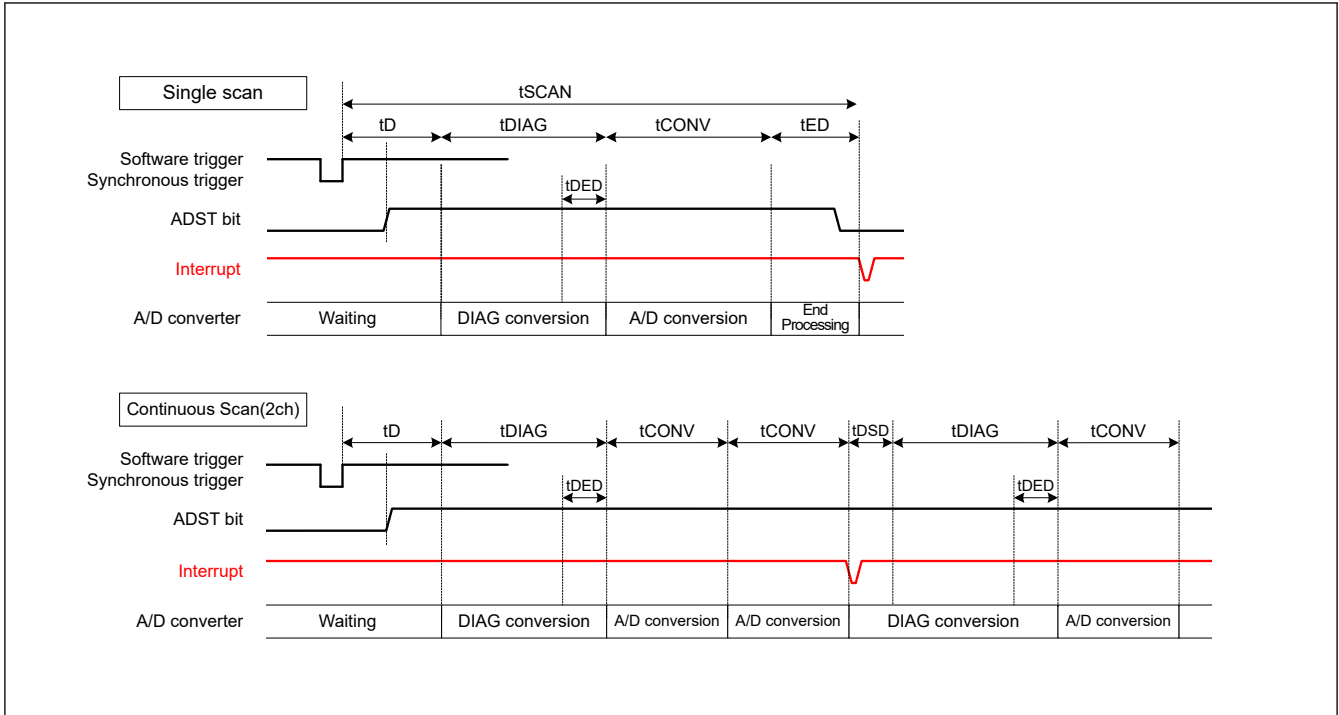 Single scan
tSCAN
tD tDIAG tCONV tED
Software trigger
Synchronous trigger
tDED
ADST bit
Interrupt
A/D converter Waiting DIAG conversion A/D conversion End Processing
Continuous Scan(2ch)
tD tDIAG tCONV tCONV tDSD tDIAG tCONV
Software trigger
Synchronous trigger
tDED tDED
ADST bit
Interrupt
A/D converter Waiting DIAG conversion A/D conversion A/D conversion DIAG conversion A/D conversion